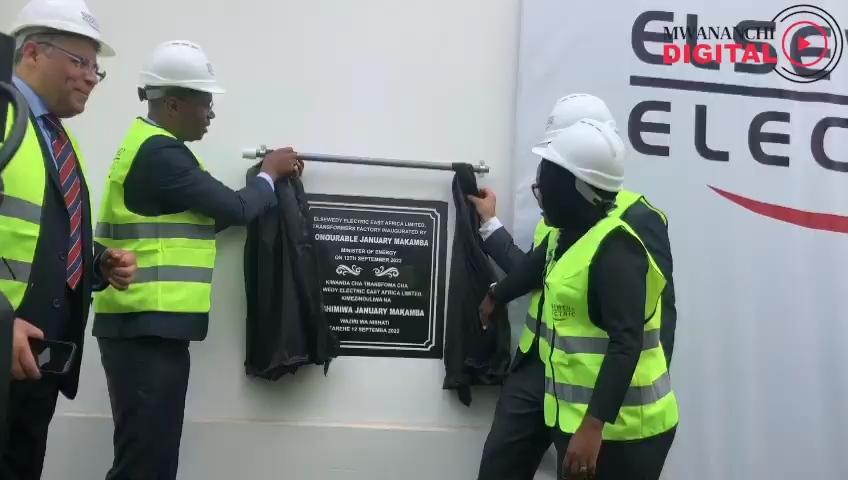 MWANANCHI
DIGITAL
ELSE
ELEC
ELSEWEDY ELECTRIC EAST AFRICA LIMITED,
TRANSFORMERS FACTORY INAUGURATED BY
ONOURABLE JANUARY MAKAMBA
MINISTER OF ENERGY
ON 12TH SEPTEMBER 2022
KIWANDA CHA TRANSFOMA CHA
WEDY ELECTRIC EAST AFRICA LIMITED.
KIMEZINDULIWA NA
SHIMIWA JANUARY MAKAMBA
WAZIRI WA NISHATI
TAREHE 12 SEPTEMBA 2022
ELECTRIC